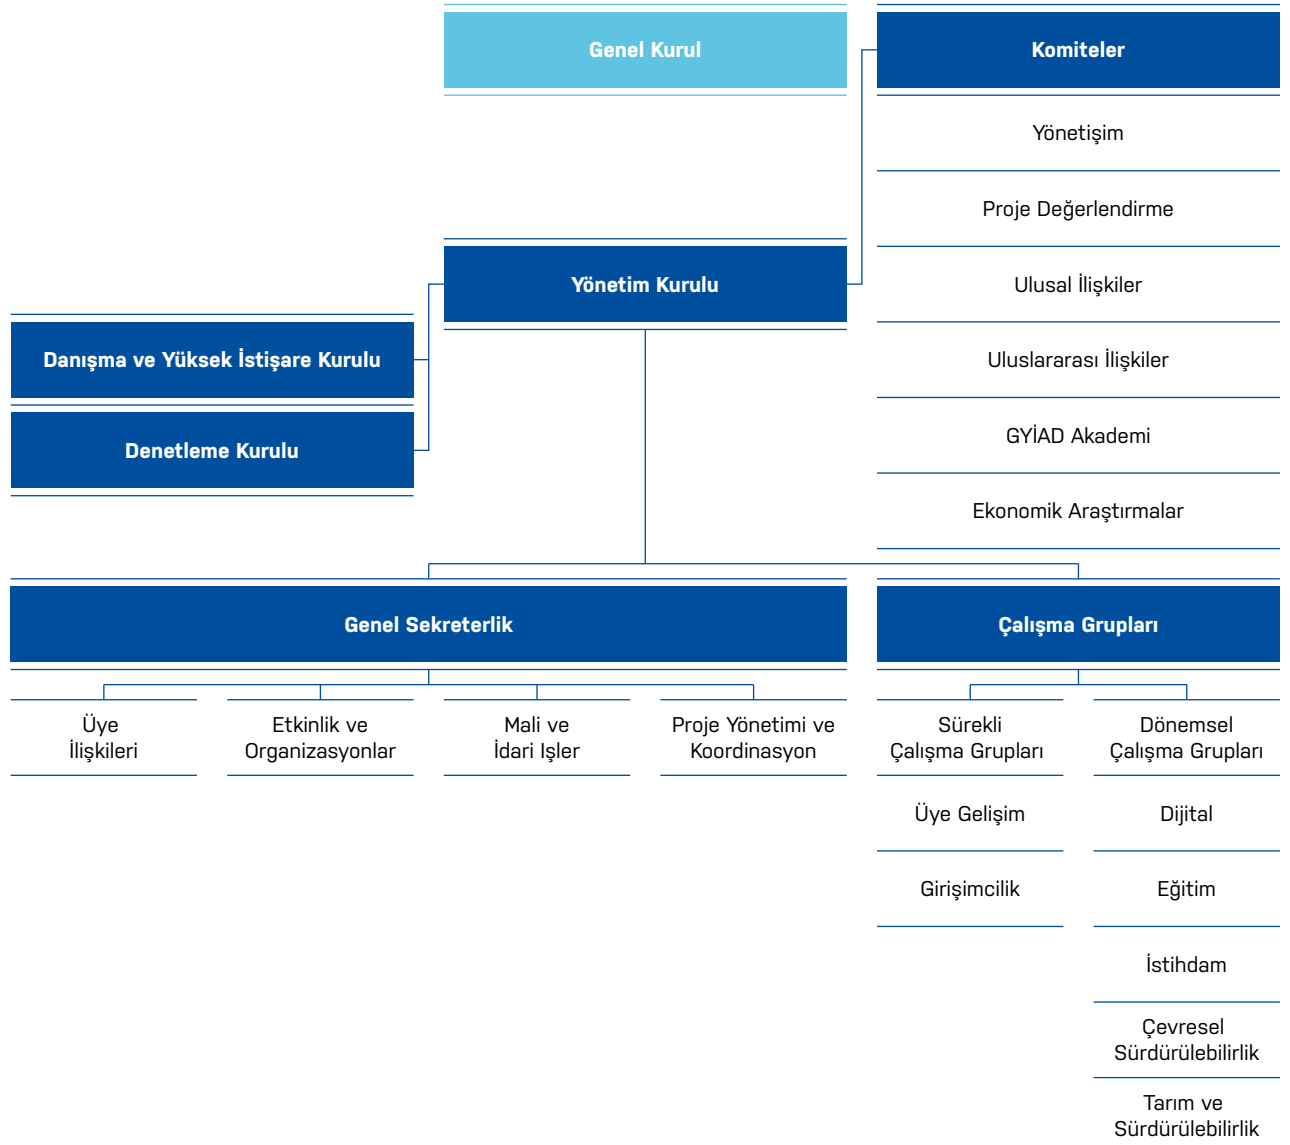 Genel Kurul
Komiteler
Yönetişim
Proje Değerlendirme
Ulusal İlişkiler
Uluslararası İlişkiler
GYİAD Akademi
Ekonomik Araştırmalar
Yönetim Kurulu
Danışma ve Yüksek İstişare Kurulu
Denetleme Kurulu
Genel Sekreterlik
Üye
İlişkileri
Etkinlik ve
Organizasyonlar
Mali ve
İdari Işler
Proje Yönetimi ve
Koordinasyon
Çalışma Grupları
Sürekli
Çalışma Grupları
Üye Gelişim
Girişimcilik
Dönemsel
Çalışma Grupları
Dijital
Eğitim
İstihdam
Çevresel
Sürdürülebilirlik
Tarım ve
Sürdürülebilirlik